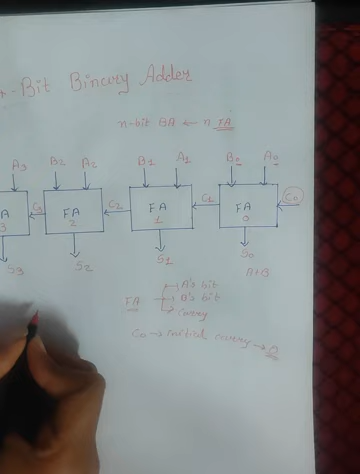 -Bit Binary Adder
n-bit BA ← n FA
A3 B2 A2 B1 A1 B0 A0
A C3 FA C2 FA C1 FA C0
3 2 1 0
S3 S2 S1 S0
A+B
→ A's bit
FA → B's bit
→ carry
C0 → initial carry → 0